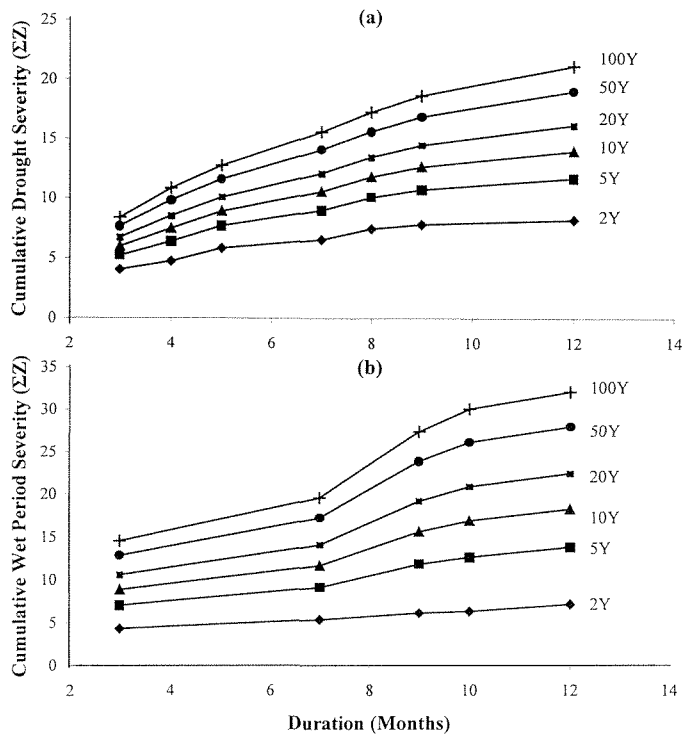 (a)
Cumulative Drought Severity (ΣZ)
25
20
15
10
5
0
100Y
50Y
20Y
10Y
5Y
2Y
2 4 6 8 10 12 14
(b)
Cumulative Wet Period Severity (ΣZ)
35
30
25
20
15
10
5
0
100Y
50Y
20Y
10Y
5Y
2Y
2 4 6 8 10 12 14
Duration (Months)